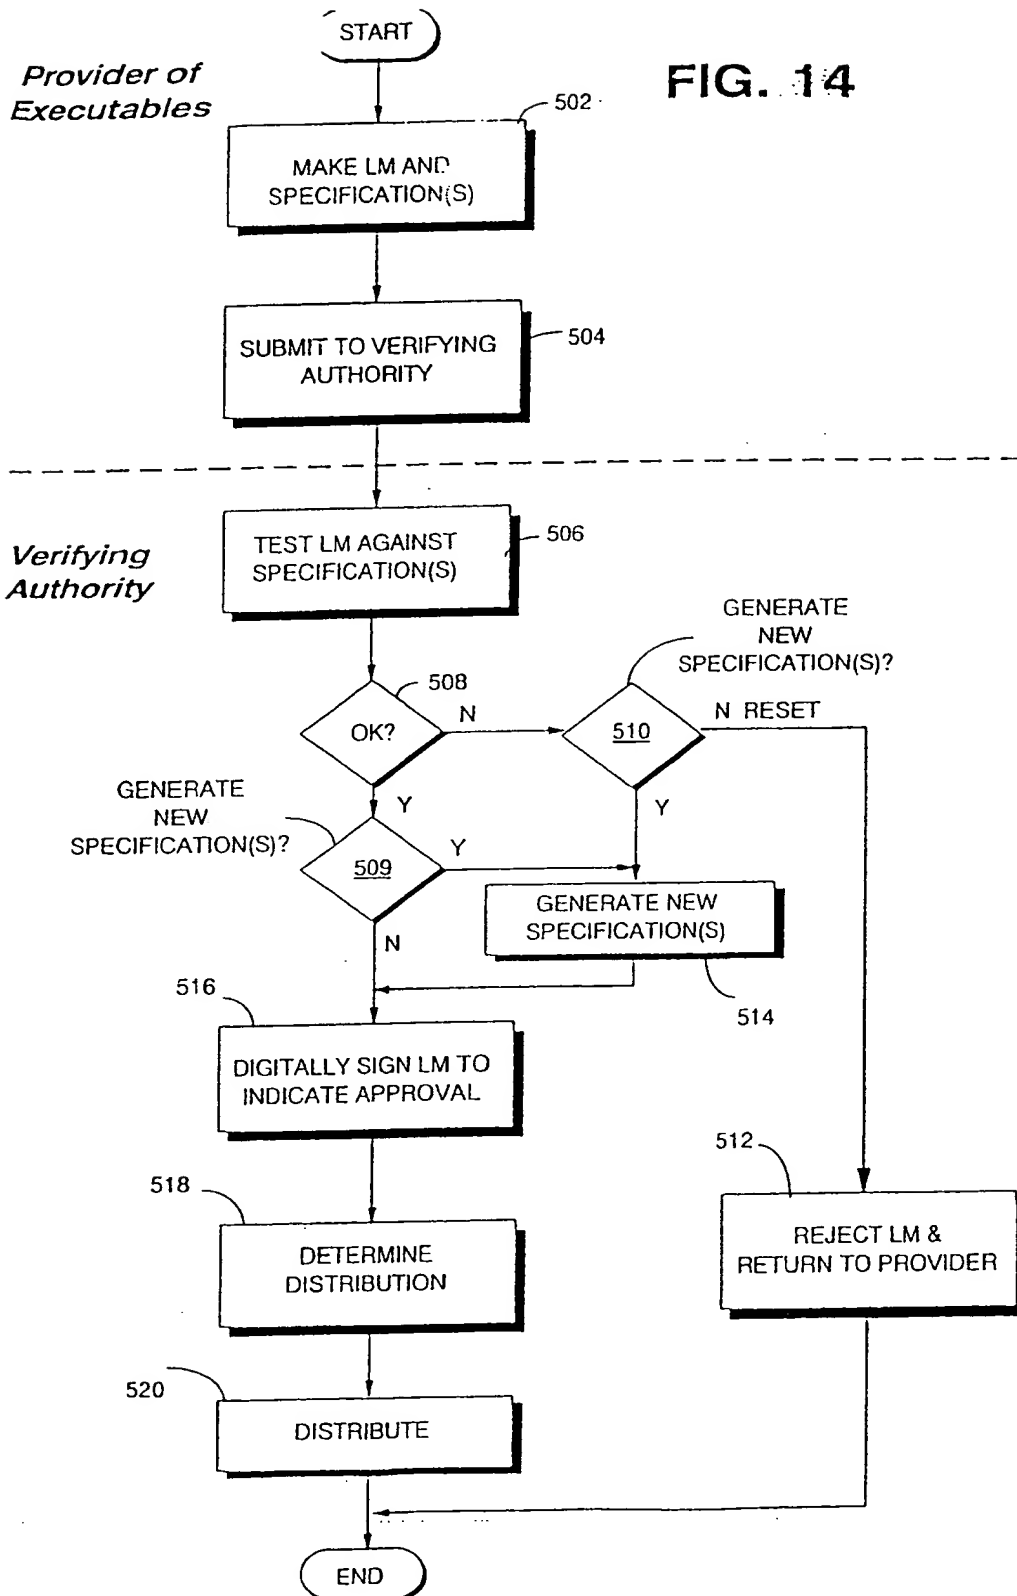 START
FIG. 14
Provider of
Executables
502
MAKE LM AND
SPECIFICATION(S)
504
SUBMIT TO VERIFYING
AUTHORITY
Verifying
Authority
506
TEST LM AGAINST
SPECIFICATION(S)
GENERATE
NEW
SPECIFICATION(S)?
508
OK?
N
510
N RESET
Y
Y
GENERATE
NEW
SPECIFICATION(S)?
509
Y
N
GENERATE NEW
SPECIFICATION(S)
514
516
DIGITALLY SIGN LM TO
INDICATE APPROVAL
512
REJECT LM &
RETURN TO PROVIDER
518
DETERMINE
DISTRIBUTION
520
DISTRIBUTE
END